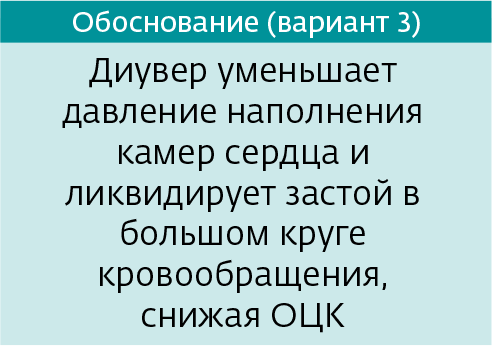 Обоснование (вариант 3)
Диувер уменьшает
давление наполнения
камер сердца и
ликвидирует застой в
большом круге
кровообращения,
снижая ОЦК